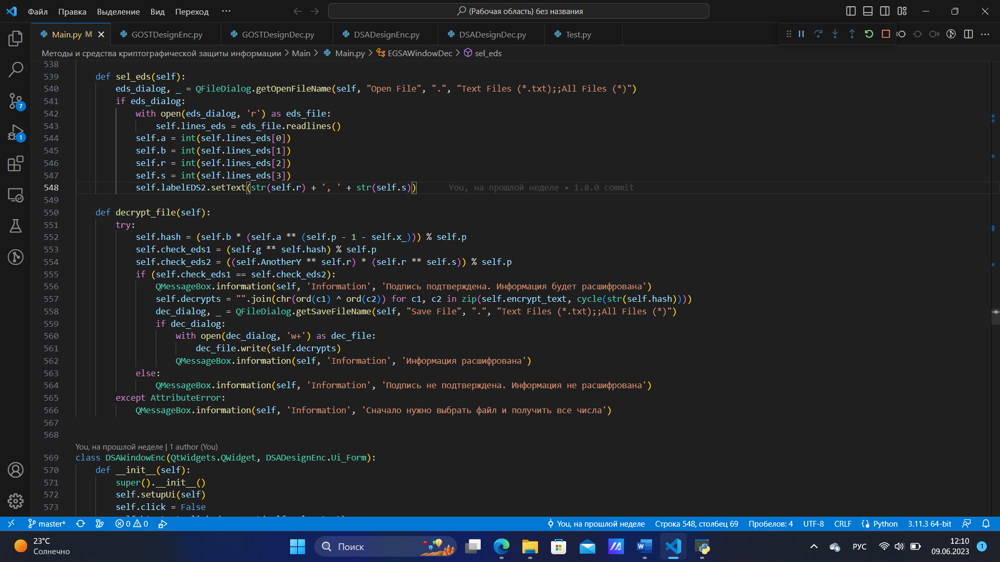 Файл Правка Выделение Вид Переход ···
(Рабочая область) без названия
Main.py M GOSTDesignEnc.py GOSTDesignDec.py DSADesignEnc.py DSADesignDec.py Test.py
Методы и средства криптографической защиты информации > Main > Main.py > EGSAWindowDec > sel_eds
538
539 def sel_eds(self):
540 eds_dialog, _ = QFileDialog.getOpenFileName(self, "Open File", ".", "Text Files (*.txt);;All Files (*)")
541 if eds_dialog:
542 with open(eds_dialog, 'r') as eds_file:
543 self.lines_eds = eds_file.readlines()
544 self.a = int(self.lines_eds[0])
545 self.b = int(self.lines_eds[1])
546 self.r = int(self.lines_eds[2])
547 self.s = int(self.lines_eds[3])
548 self.labelEDS2.setText(str(self.r) + ', ' + str(self.s)) You, на прошлой неделе • 1.8.0 commit
549
550 def decrypt_file(self):
551 try:
552 self.hash = (self.b * (self.a ** (self.p - 1 - self.x_))) % self.p
553 self.check_eds1 = (self.g ** self.hash) % self.p
554 self.check_eds2 = ((self.AnotherY ** self.r) * (self.r ** self.s)) % self.p
555 if (self.check_eds1 == self.check_eds2):
556 QMessageBox.information(self, 'Information', 'Подпись подтверждена. Информация будет расшифрована')
557 self.decrypts = "".join(chr(ord(c1) ^ ord(c2)) for c1, c2 in zip(self.encrypt_text, cycle(str(self.hash))))
558 dec_dialog, _ = QFileDialog.getSaveFileName(self, "Save File", ".", "Text Files (*.txt);;All Files (*)")
559 if dec_dialog:
560 with open(dec_dialog, 'w+') as dec_file:
561 dec_file.write(self.decrypts)
562 QMessageBox.information(self, 'Information', 'Информация расшифрована')
563 else:
564 QMessageBox.information(self, 'Information', 'Подпись не подтверждена. Информация не расшифрована')
565 except AttributeError:
566 QMessageBox.information(self, 'Information', 'Сначало нужно выбрать файл и получить все числа')
567
568
You, на прошлой неделе | 1 author (You)
569 class DSAWindowEnc(QtWidgets.QWidget, DSADesignEnc.Ui_Form):
570 def __init__(self):
571 super().__init__()
572 self.setupUi(self)
573 self.click = False
7
1
master* 0 0 You, на прошлой неделе Строка 548, столбец 69 Пробелов: 4 UTF-8 CRLF Python 3.11.3 64-bit
23°C
Солнечно
Поиск
РУС
12:10
09.06.2023
1